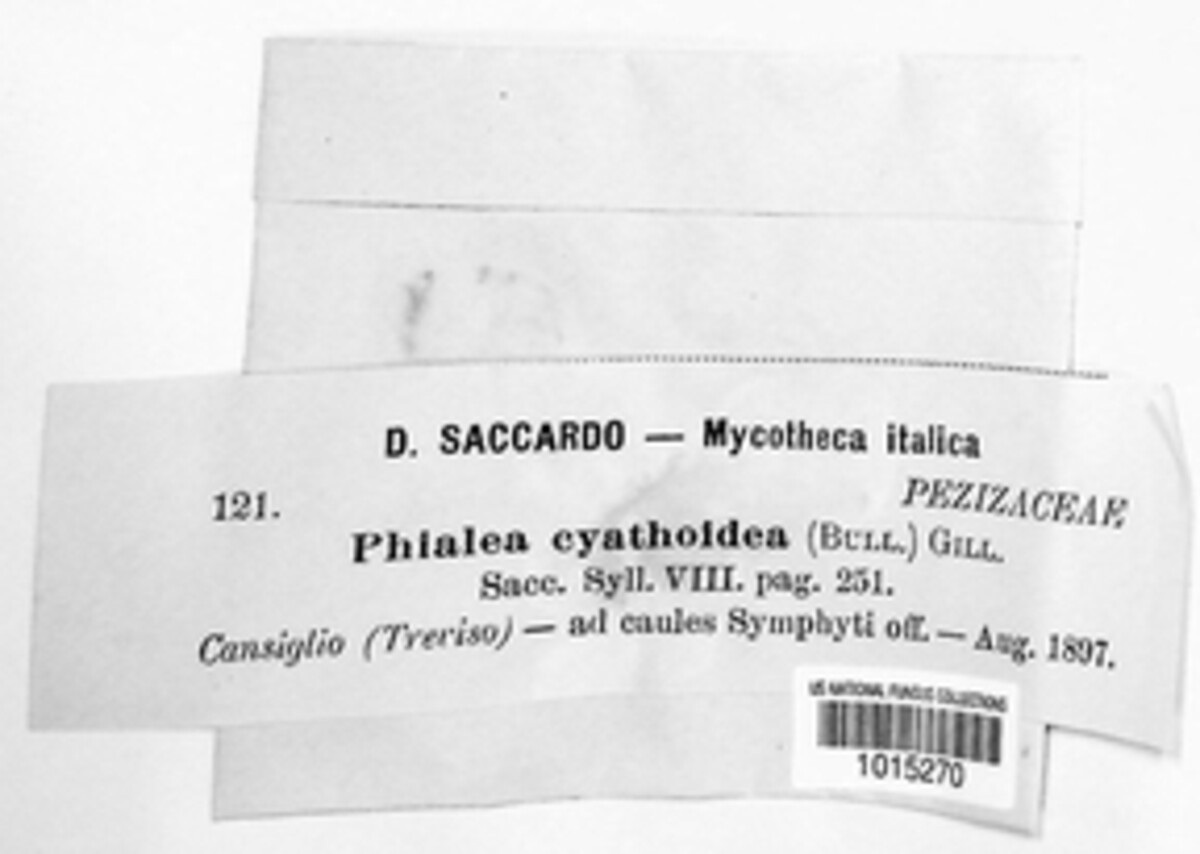 D. SACCARDO — Mycotheca italica
121.
PEZIZACEAE
Phialea cyathoidea (BULL.) GILL.
Sacc. Syll. VIII. pag. 251.
Cansiglio (Treviso) — ad caules Symphyti off. — Aug. 1897.
US NATIONAL FUNGUS COLLECTIONS
1015270